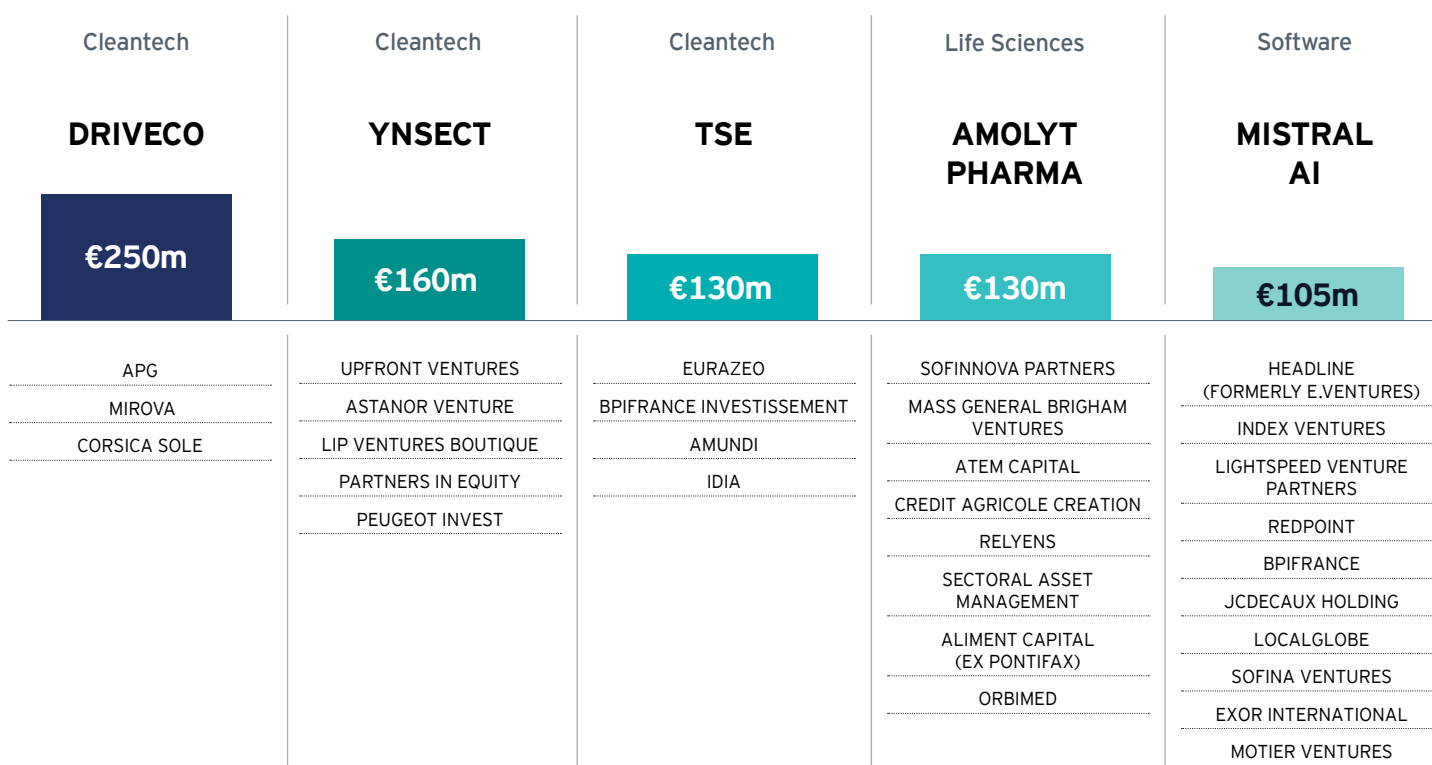 Cleantech
DRIVECO
€250m
APG
MIROVA
CORSICA SOLE
Cleantech
YNSECT
€160m
UPFRONT VENTURES
ASTANOR VENTURE
LIP VENTURES BOUTIQUE
PARTNERS IN EQUITY
PEUGEOT INVEST
Cleantech
TSE
€130m
EURAZEO
BPIFRANCE INVESTISSEMENT
AMUNDI
IDIA
Life Sciences
AMOLYT
PHARMA
€130m
SOFINNOVA PARTNERS
MASS GENERAL BRIGHAM
VENTURES
ATEM CAPITAL
CREDIT AGRICOLE CREATION
RELYENS
SECTORAL ASSET
MANAGEMENT
ALIMENT CAPITAL
(EX PONTIFAX)
ORBIMED
Software
MISTRAL
AI
€105m
HEADLINE
(FORMERLY E.VENTURES)
INDEX VENTURES
LIGHTSPEED VENTURE
PARTNERS
REDPOINT
BPIFRANCE
JCDECAUX HOLDING
LOCALGLOBE
SOFINA VENTURES
EXOR INTERNATIONAL
MOTIER VENTURES